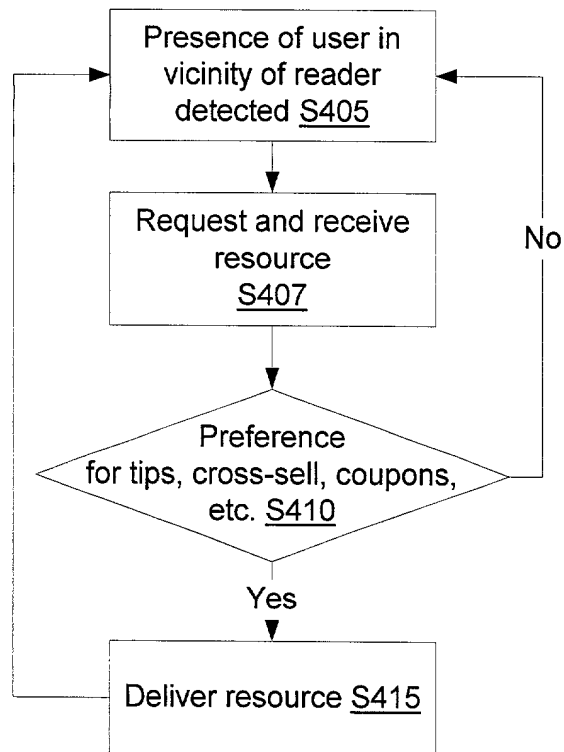 Presence of user in
vicinity of reader
detected S405
Request and receive
resource
S407
No
Preference
for tips, cross-sell, coupons,
etc. S410
Yes
Deliver resource S415